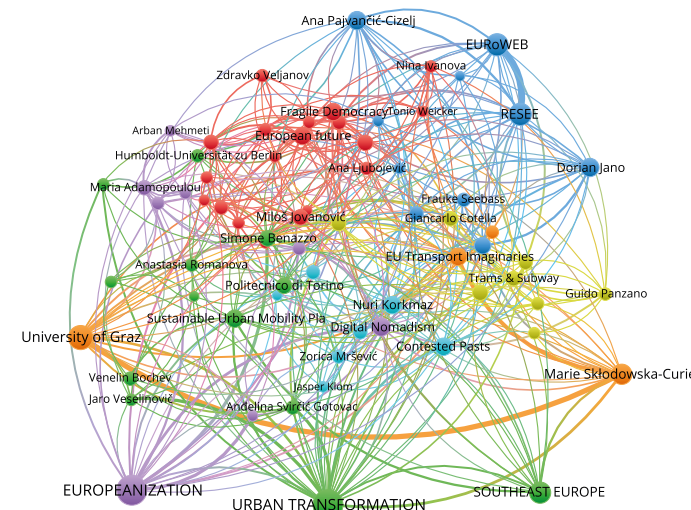 Ana Pajvančić-Cizelj
EURoWEB
Nina Ivanova
Zdravko Veljanov
Fragile Democracy
Tonio Weicker
RESEE
Arban Mehmeti
European future
Humboldt-Universität zu Berlin
Ana Ljubojević
Dorian Jano
Maria Adamopoulou
Frauke Seebass
Miloš Jovanović
Giancarlo Cotella
Simone Benazzo
EU Transport Imaginaries
Anastasia Romanova
Trams & Subway
Politecnico di Torino
Guido Panzano
Nuri Korkmaz
Sustainable Urban Mobility Pla
Digital Nomadism
University of Graz
Contested Pasts
Zorica Mršević
Marie Skłodowska-Curie
Venelin Bochev
Jasper Klom
Jaro Veselinovič
Anđelina Svirčić Gotovac
EUROPEANIZATION
SOUTHEAST EUROPE
URBAN TRANSFORMATION